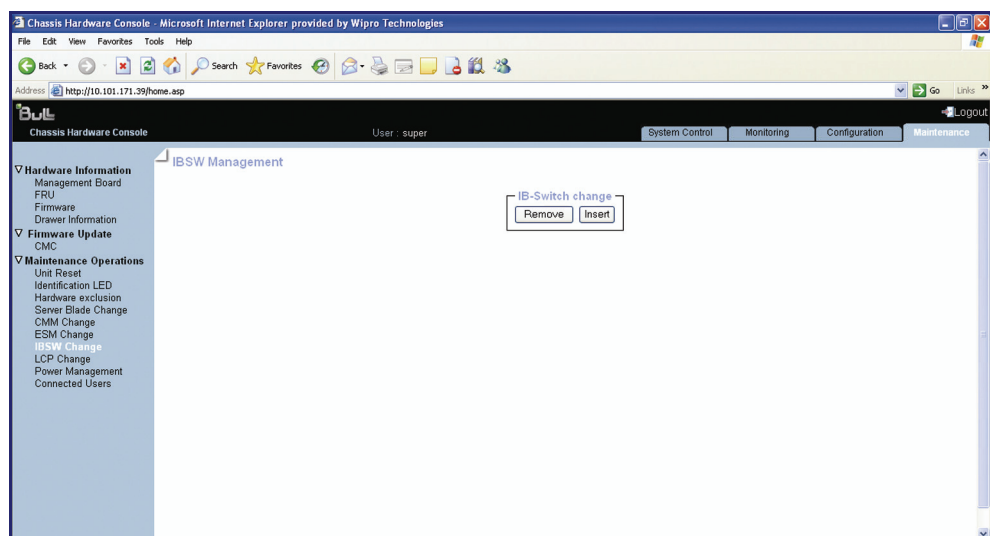 Chassis Hardware Console - Microsoft Internet Explorer provided by Wipro Technologies
File Edit View Favorites Tools Help
Back Search Favorites
Address http://10.101.171.39/home.asp Go Links »
Bull
Logout
Chassis Hardware Console User : super System Control Monitoring Configuration Maintenance
IBSW Management
Hardware Information
Management Board
FRU
Firmware
Drawer Information
Firmware Update
CMC
Maintenance Operations
Unit Reset
Identification LED
Hardware exclusion
Server Blade Change
CMM Change
ESM Change
IBSW Change
LCP Change
Power Management
Connected Users
IB-Switch change
Remove Insert